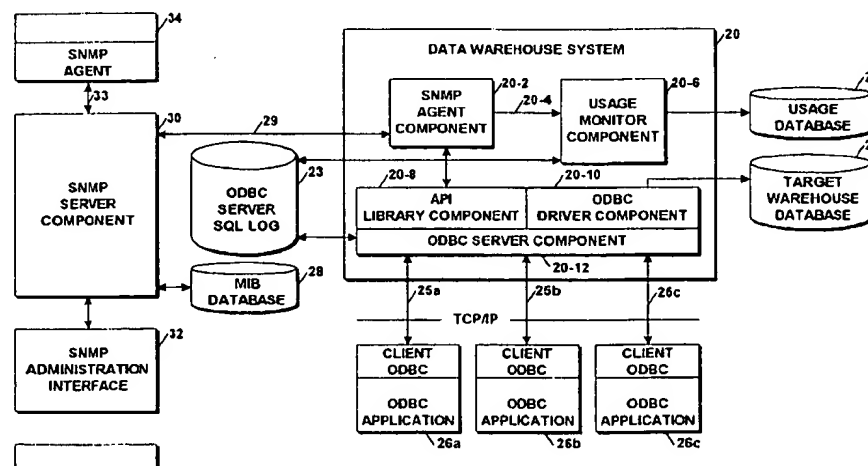 34
SNMP
AGENT
33
30
SNMP
SERVER
COMPONENT
29
ODBC
SERVER
SQL LOG
23
MIB
DATABASE
28
32
SNMP
ADMINISTRATION
INTERFACE
DATA WAREHOUSE SYSTEM
20
SNMP
AGENT
COMPONENT
20-2
20-4
USAGE
MONITOR
COMPONENT
20-6
USAGE
DATABASE
TARGET
WAREHOUSE
DATABASE
20-8
20-10
API
LIBRARY COMPONENT
ODBC
DRIVER COMPONENT
ODBC SERVER COMPONENT
20-12
25a
25b
TCP/IP
CLIENT
ODBC
ODBC
APPLICATION
26a
CLIENT
ODBC
ODBC
APPLICATION
26b
CLIENT
ODBC
ODBC
APPLICATION
26c